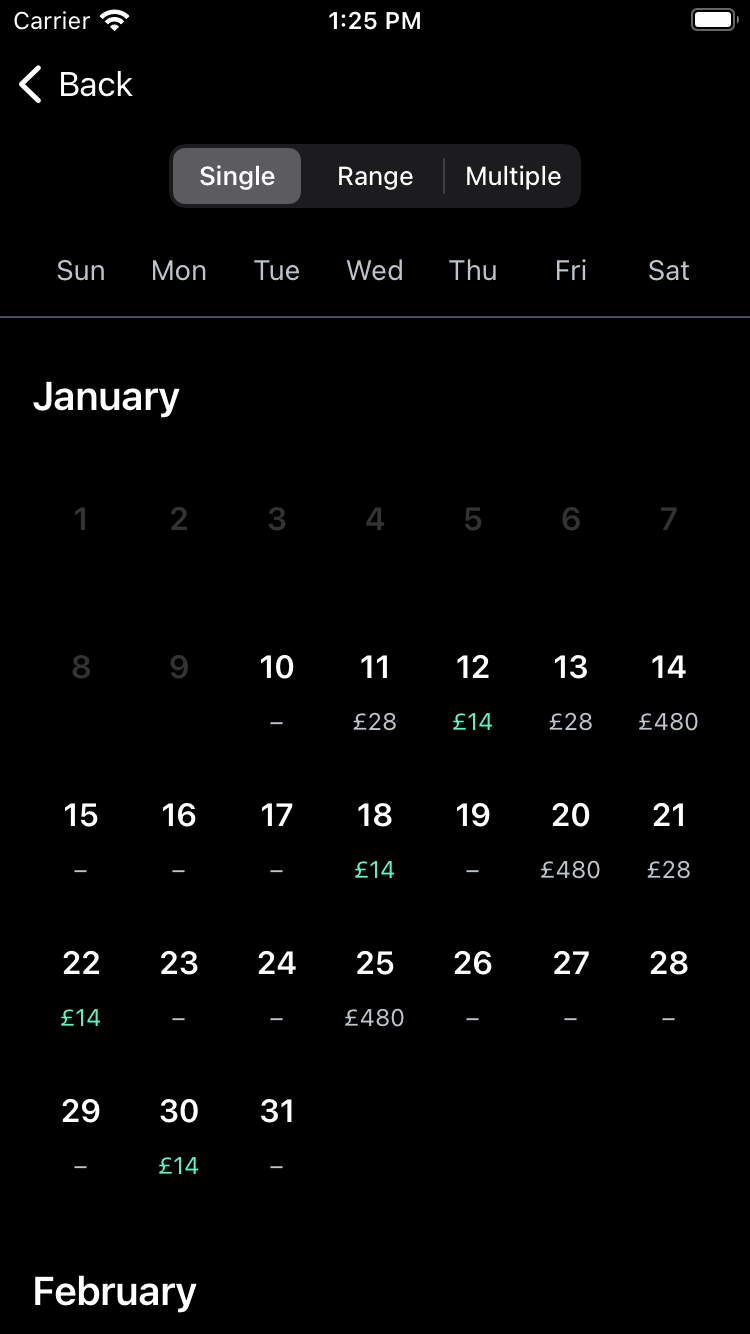 Carrier 1:25 PM
Back
Single Range Multiple
Sun Mon Tue Wed Thu Fri Sat
January
1 2 3 4 5 6 7
8 9 10 11 12 13 14
– £28 £14 £28 £480
15 16 17 18 19 20 21
– – – £14 – £480 £28
22 23 24 25 26 27 28
£14 – – £480 – – –
29 30 31
– £14 –
February